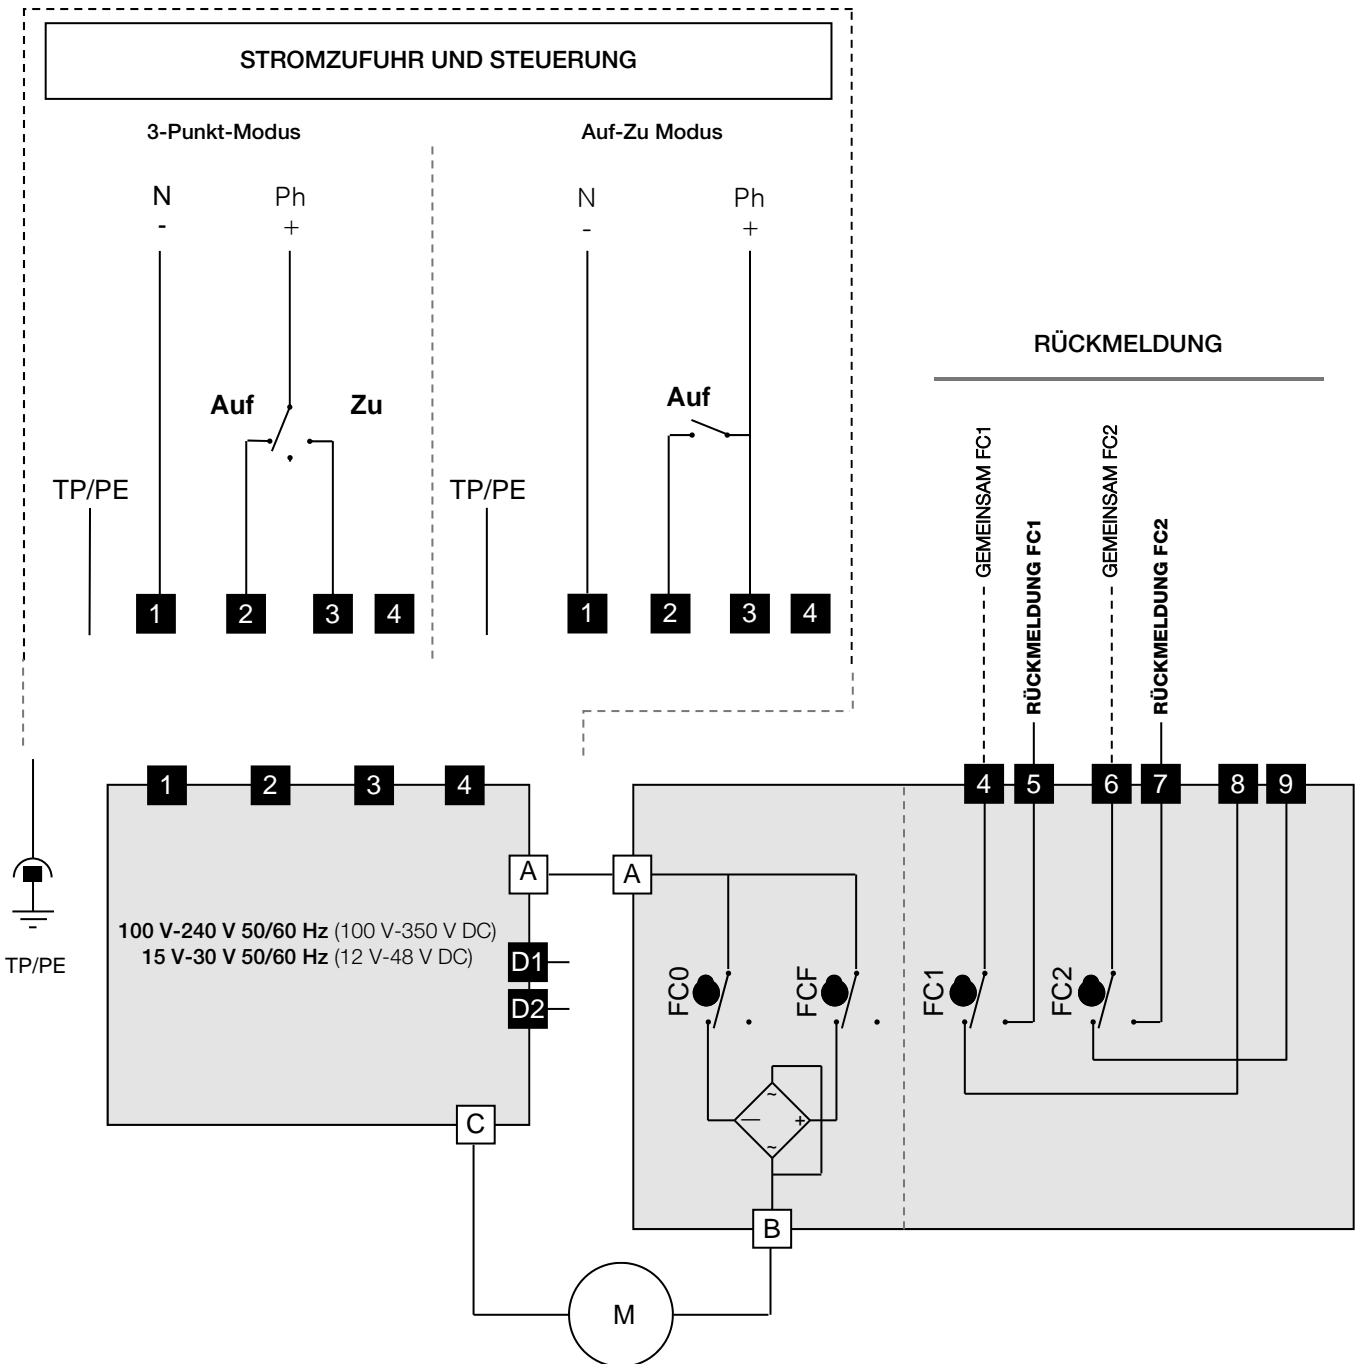 STROMZUFUHR UND STEUERUNG
3-Punkt-Modus
Auf-Zu Modus
N
Ph
N
Ph
-
+
-
+
Auf
Zu
Auf
TP/PE
TP/PE
1
2
3
4
1
2
3
4
RÜCKMELDUNG
GEMEINSAM FC1
RÜCKMELDUNG FC1
GEMEINSAM FC2
RÜCKMELDUNG FC2
1
2
3
4
4
5
6
7
8
9
A
A
100 V-240 V 50/60 Hz (100 V-350 V DC)
15 V-30 V 50/60 Hz (12 V-48 V DC)
D1
D2
TP/PE
FC0
FCF
FC1
FC2
~
—
+
~
C
B
M